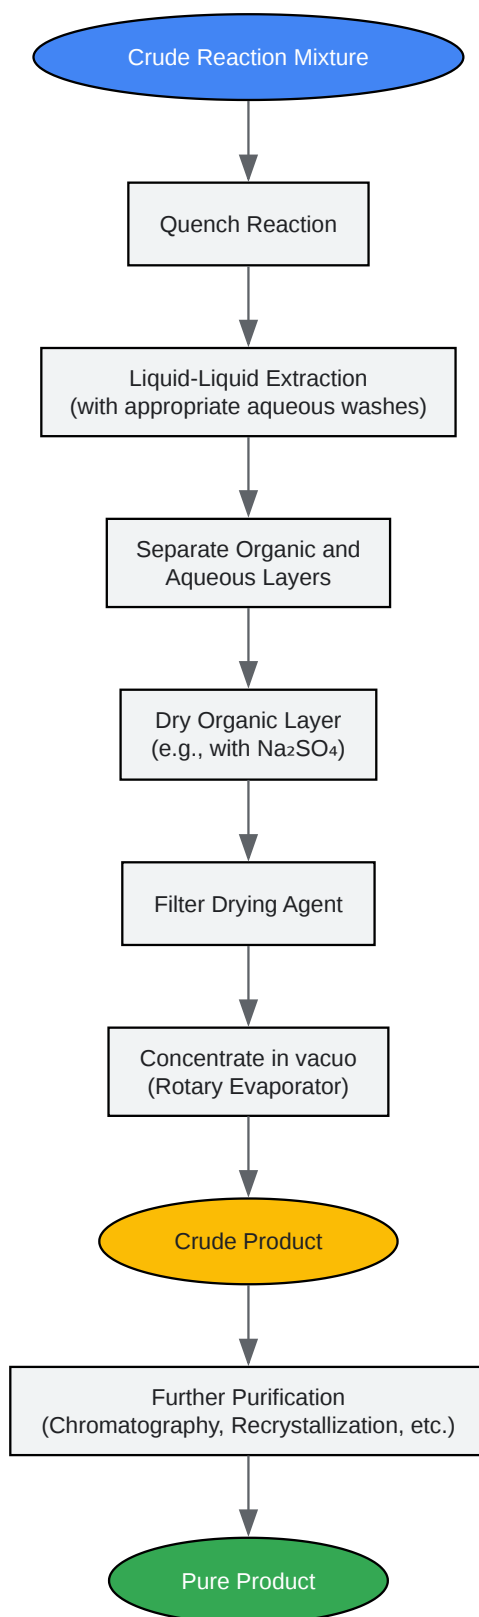 Crude Reaction Mixture
Quench Reaction
Liquid-Liquid Extraction
(with appropriate aqueous washes)
Separate Organic and
Aqueous Layers
Dry Organic Layer
(e.g., with Na₂SO₄)
Filter Drying Agent
Concentrate in vacuo
(Rotary Evaporator)
Crude Product
Further Purification
(Chromatography, Recrystallization, etc.)
Pure Product